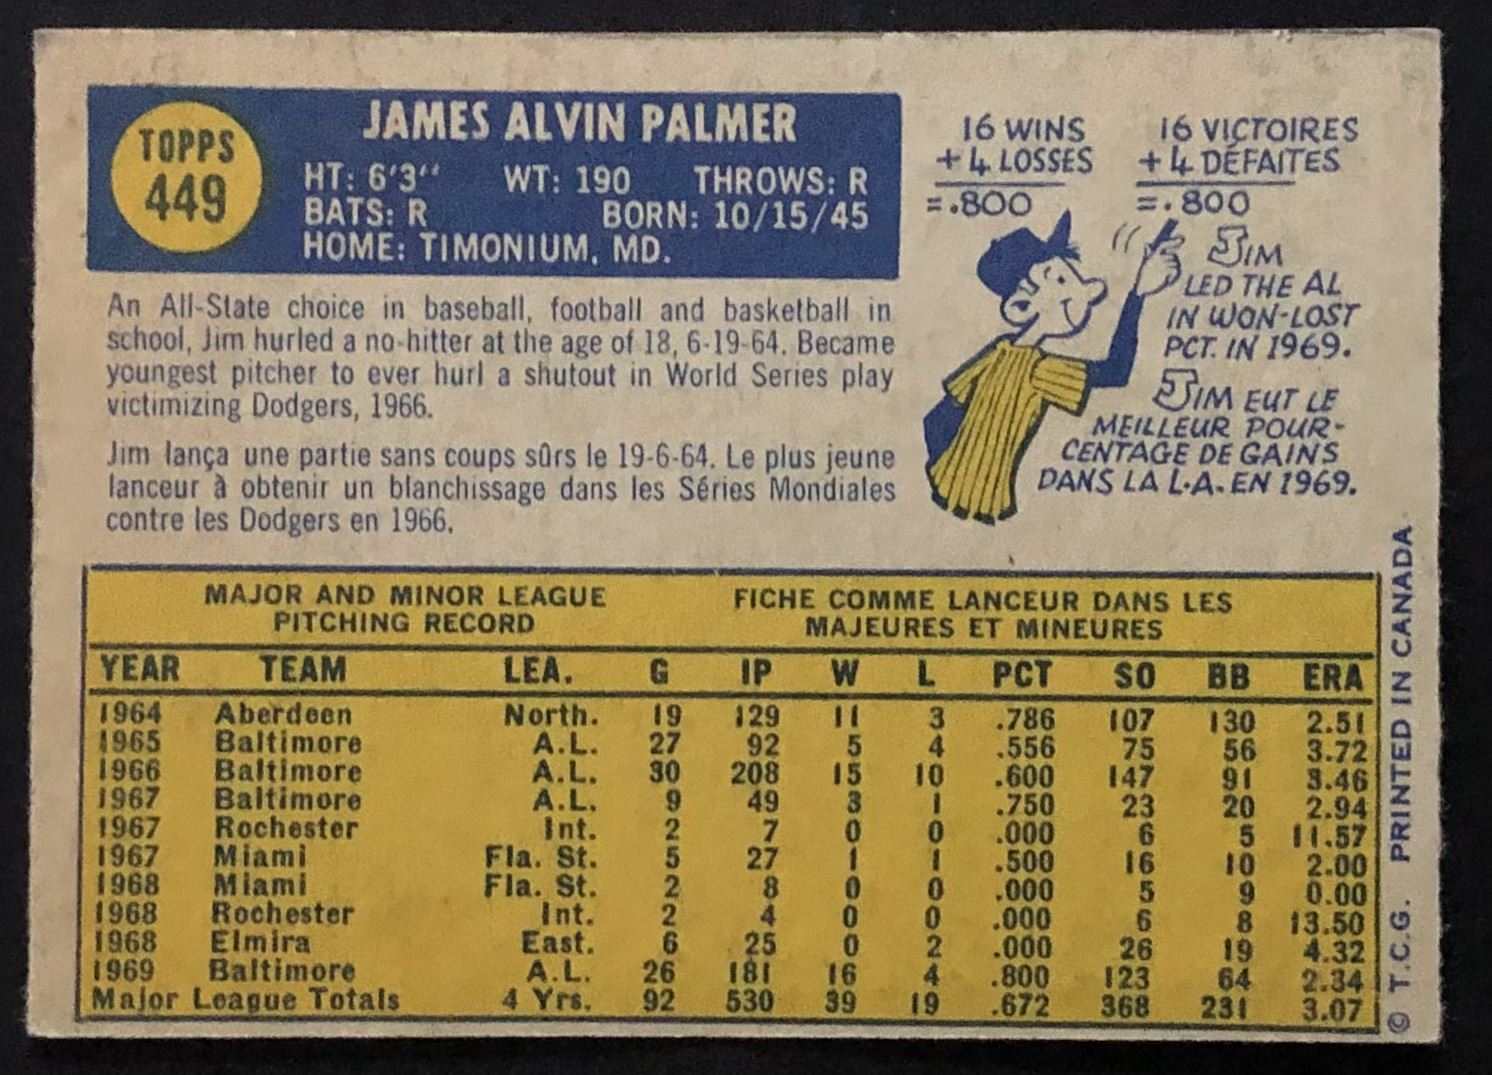 TOPPS
449
JAMES ALVIN PALMER
HT: 6'3" WT: 190 THROWS: R
BATS: R BORN: 10/15/45
HOME: TIMONIUM, MD.
An All-State choice in baseball, football and basketball in
school, Jim hurled a no-hitter at the age of 18, 6-19-64. Became
youngest pitcher to ever hurl a shutout in World Series play
victimizing Dodgers, 1966.
Jim lança une partie sans coups sûrs le 19-6-64. Le plus jeune
lanceur à obtenir un blanchissage dans les Séries Mondiales
contre les Dodgers en 1966.
16 WINS
+ 4 LOSSES
= .800
16 VICTOIRES
+ 4 DÉFAITES
= .800
JIM
LED THE AL
IN WON-LOST
PCT. IN 1969.
JIM EUT LE
MEILLEUR POUR-
CENTAGE DE GAINS
DANS LA L.A. EN 1969.
MAJOR AND MINOR LEAGUE
PITCHING RECORD
FICHE COMME LANCEUR DANS LES
MAJEURES ET MINEURES
YEAR TEAM LEA. G IP W L PCT SO BB ERA
1964 Aberdeen North. 19 129 11 3 .786 107 130 2.51
1965 Baltimore A.L. 27 92 5 4 .556 75 56 3.72
1966 Baltimore A.L. 30 208 15 10 .600 147 91 3.46
1967 Baltimore A.L. 9 49 3 1 .750 23 20 2.94
1967 Rochester Int. 2 7 0 0 .000 6 5 11.57
1967 Miami Fla. St. 5 27 1 1 .500 16 10 2.00
1968 Miami Fla. St. 2 8 0 0 .000 5 9 0.00
1968 Rochester Int. 2 4 0 0 .000 6 8 13.50
1968 Elmira East. 6 25 0 2 .000 26 19 4.32
1969 Baltimore A.L. 26 181 16 4 .800 123 64 2.34
Major League Totals 4 Yrs. 92 530 39 19 .672 368 231 3.07
© T.C.G. PRINTED IN CANADA